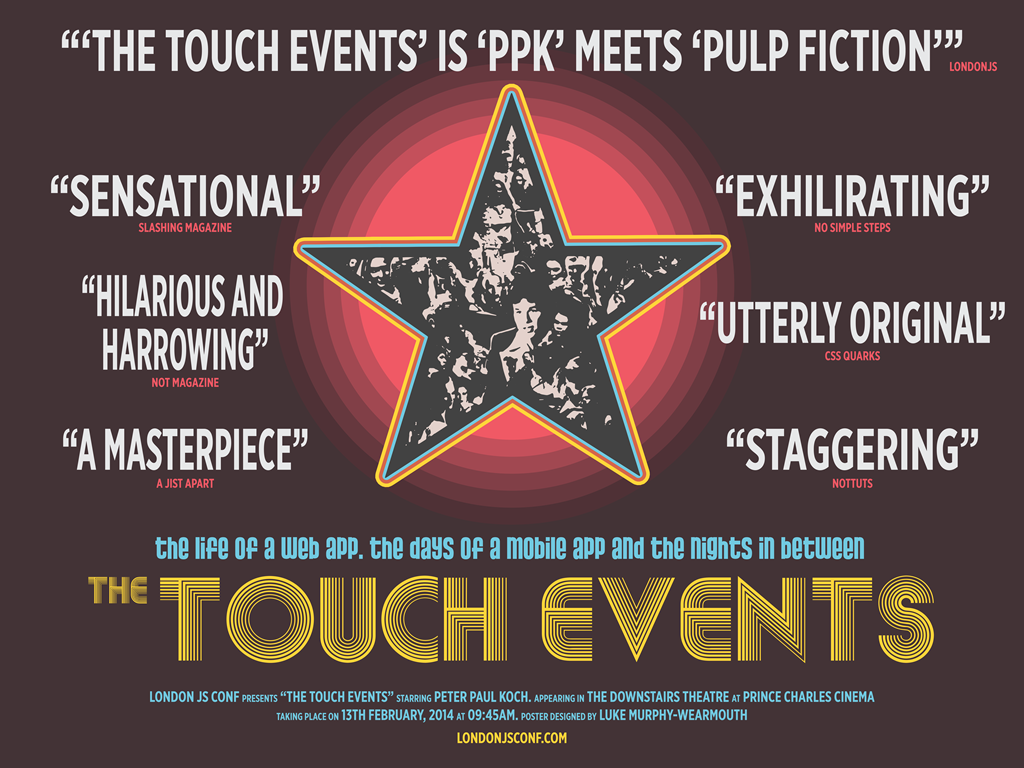 “‘THE TOUCH EVENTS’ IS ‘PPK’ MEETS ‘PULP FICTION’”
LONDONJS
“SENSATIONAL”
SLASHING MAGAZINE
“HILARIOUS AND
HARROWING”
NOT MAGAZINE
“A MASTERPIECE”
A JIST APART
“EXHILIRATING”
NO SIMPLE STEPS
“UTTERLY ORIGINAL”
CSS QUARKS
“STAGGERING”
NOTTUTS
the life of a web app. the days of a mobile app and the nights in between
THE TOUCH EVENTS
LONDON JS CONF PRESENTS “THE TOUCH EVENTS” STARRING PETER PAUL KOCH. APPEARING IN THE DOWNSTAIRS THEATRE AT PRINCE CHARLES CINEMA
TAKING PLACE ON 13TH FEBRUARY, 2014 AT 09:45AM. POSTER DESIGNED BY LUKE MURPHY-WEARMOUTH
LONDONJSCONF.COM